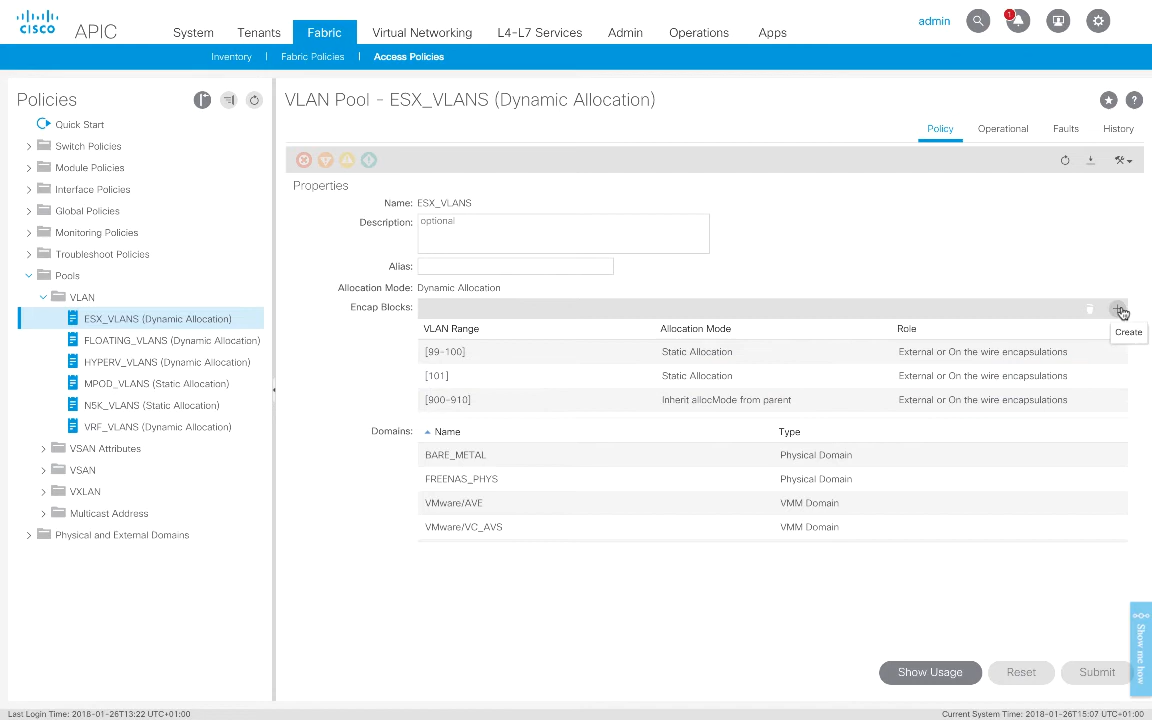 CISCO
APIC
System Tenants Fabric Virtual Networking L4-L7 Services Admin Operations Apps
admin
1
Inventory | Fabric Policies | Access Policies
Policies
Quick Start
Switch Policies
Module Policies
Interface Policies
Global Policies
Monitoring Policies
Troubleshoot Policies
Pools
VLAN
ESX_VLANS (Dynamic Allocation)
FLOATING_VLANS (Dynamic Allocation)
HYPERV_VLANS (Dynamic Allocation)
MPOD_VLANS (Static Allocation)
N5K_VLANS (Static Allocation)
VRF_VLANS (Dynamic Allocation)
VSAN Attributes
VSAN
VXLAN
Multicast Address
Physical and External Domains
VLAN Pool - ESX_VLANS (Dynamic Allocation)
Policy Operational Faults History
Properties
Name: ESX_VLANS
Description: optional
Alias:
Allocation Mode: Dynamic Allocation
Encap Blocks:
Create
VLAN Range Allocation Mode Role
[99-100] Static Allocation External or On the wire encapsulations
[101] Static Allocation External or On the wire encapsulations
[900-910] Inherit allocMode from parent External or On the wire encapsulations
Domains: Name Type
BARE_METAL Physical Domain
FREENAS_PHYS Physical Domain
VMware/AVE VMM Domain
VMware/VC_AVS VMM Domain
Show me how
Show Usage Reset Submit
Last Login Time: 2018-01-26T13:22 UTC+01:00 Current System Time: 2018-01-26T15:07 UTC+01:00